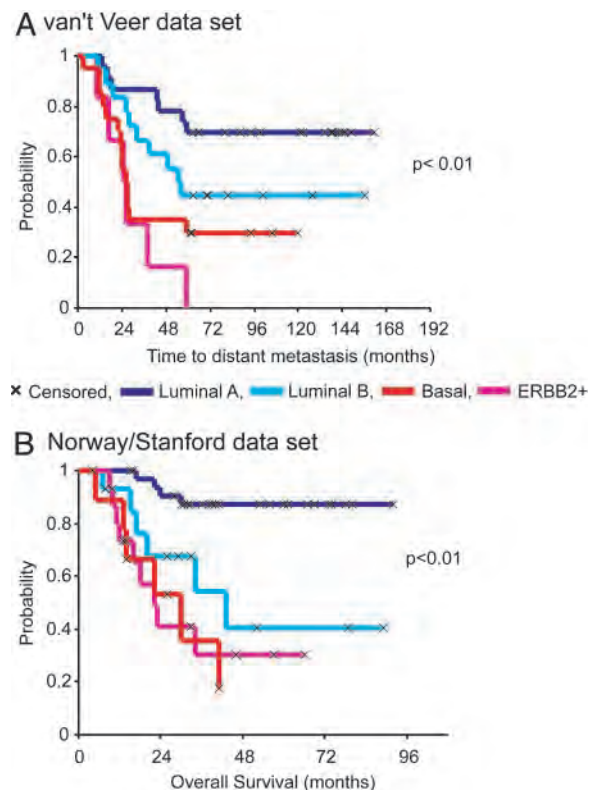 A van't Veer data set
1
0.8
0.6
0.4
0.2
0
Probability
p< 0.01
0 24 48 72 96 120 144 168 192
Time to distant metastasis (months)
× Censored, Luminal A, Luminal B, Basal, ERBB2+
B Norway/Stanford data set
1
0.8
0.6
0.4
0.2
0
Probability
p<0.01
0 24 48 72 96
Overall Survival (months)